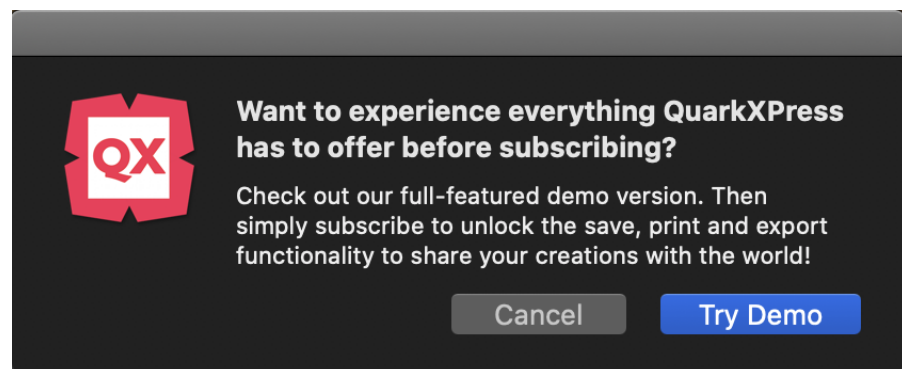 QX
Want to experience everything QuarkXPress
has to offer before subscribing?
Check out our full-featured demo version. Then
simply subscribe to unlock the save, print and export
functionality to share your creations with the world!
Cancel
Try Demo